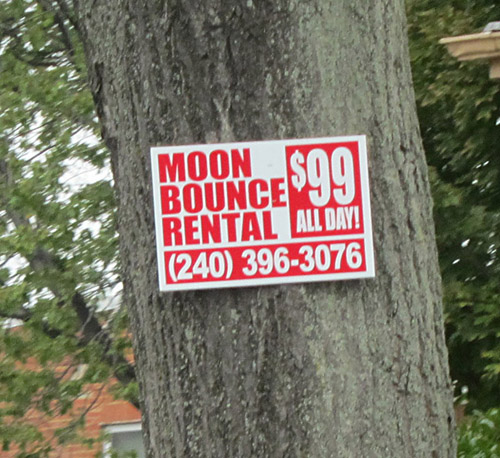 MOON
BOUNCE
RENTAL
$99
ALL DAY!
(240) 396-3076